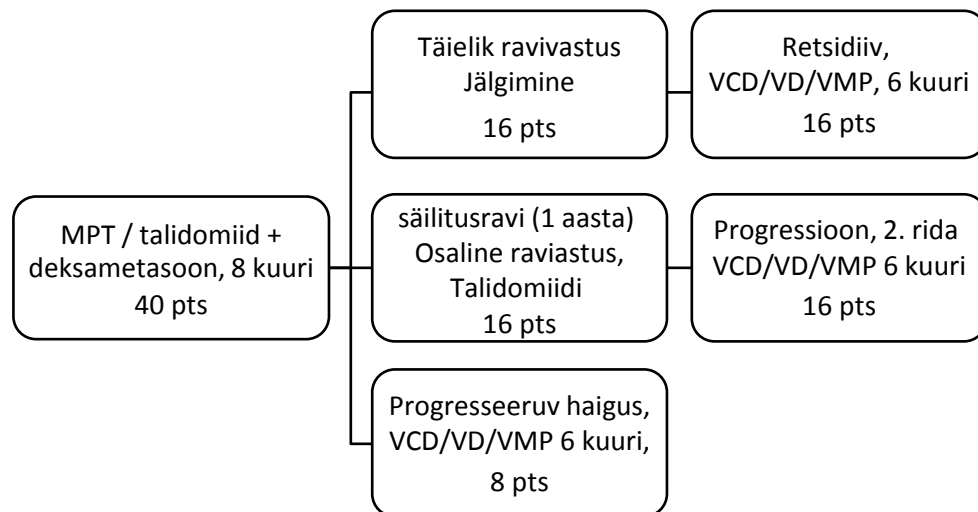 MPT / talidomiid +
deksametasoon, 8 kuuri
40 pts
Täielik ravivastus
Jälgimine
16 pts
Retsidiiv,
VCD/VD/VMP, 6 kuuri
16 pts
säilitusravi (1 aasta)
Osaline raviastus,
Talidomiidi
16 pts
Progressioon, 2. rida
VCD/VD/VMP 6 kuuri
16 pts
Progresseeruv haigus,
VCD/VD/VMP 6 kuuri,
8 pts